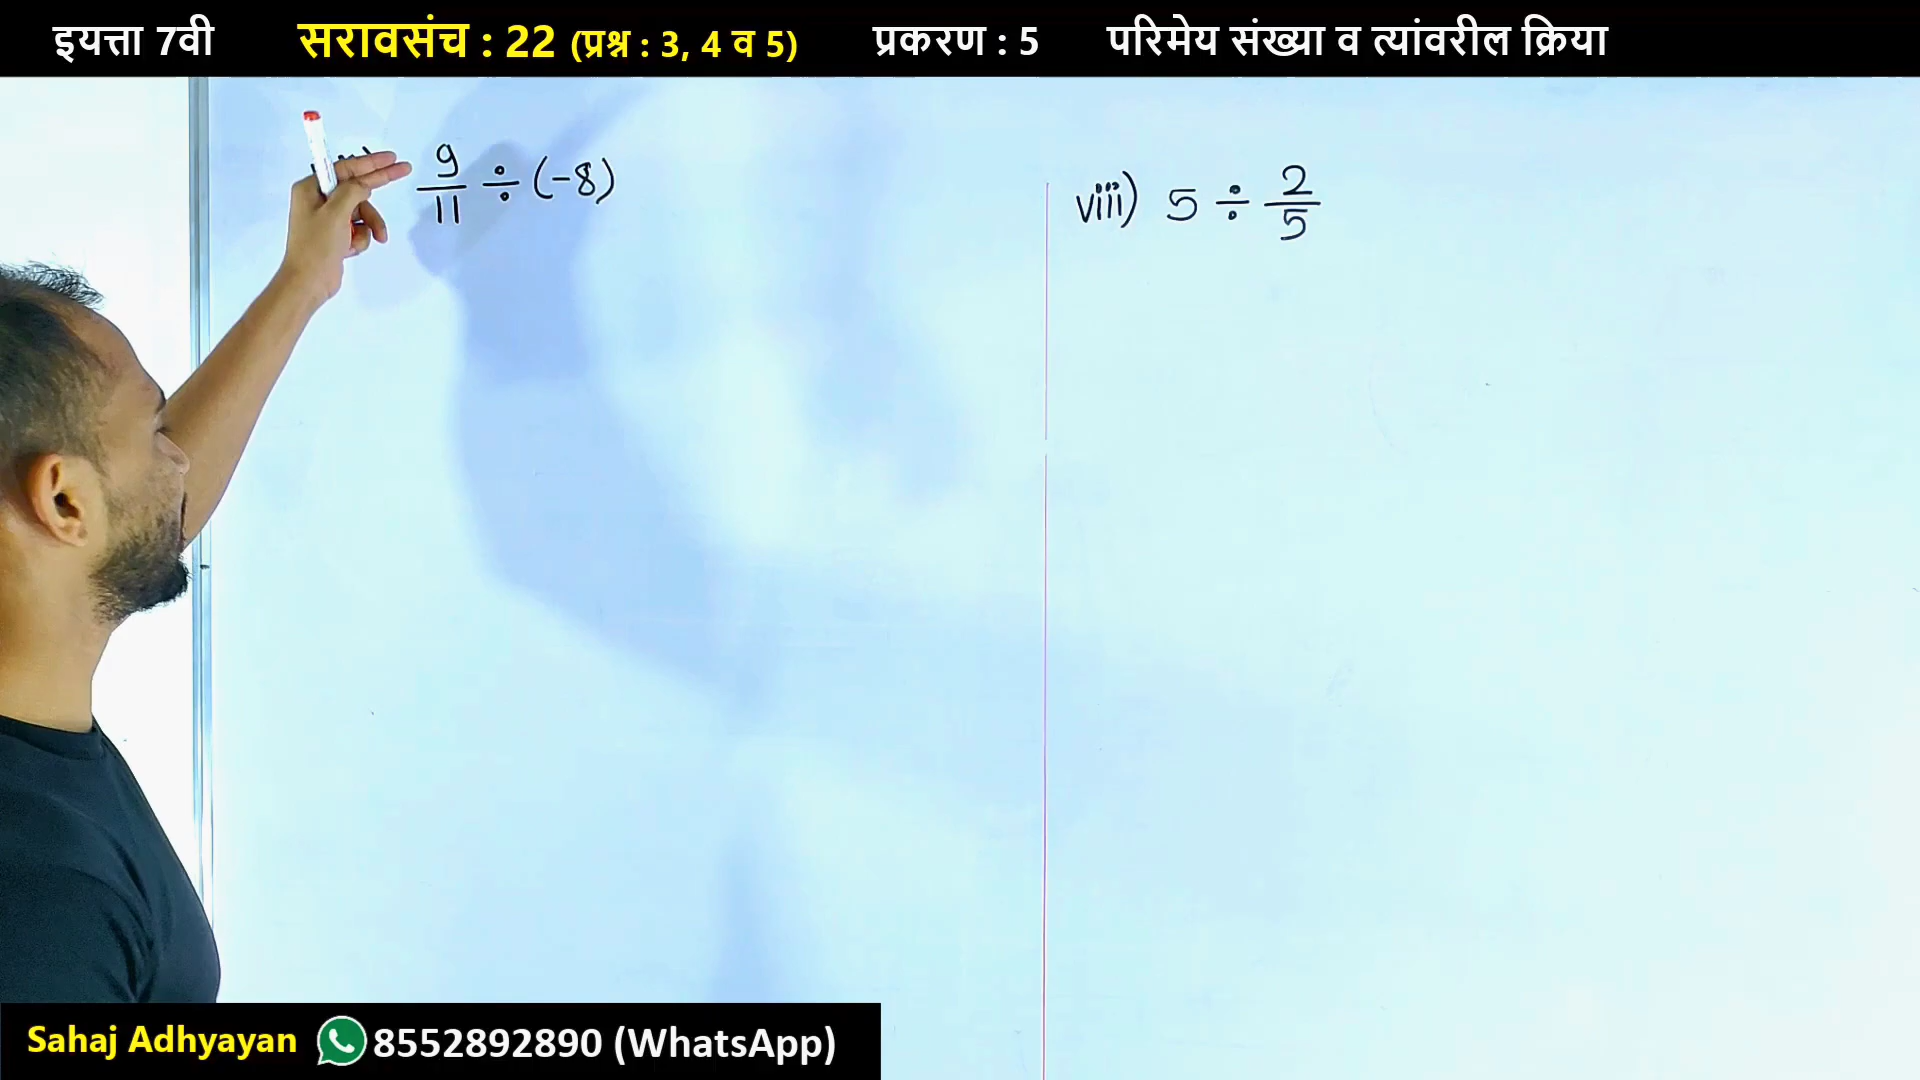 इयत्ता 7वी सरावसंच : 22 (प्रश्न : 3, 4 व 5) प्रकरण : 5 परिमेय संख्या व त्यांवरील क्रिया
9/11 ÷ (-8)
viii) 5 ÷ 2/5
Sahaj Adhyayan 8552892890 (WhatsApp)